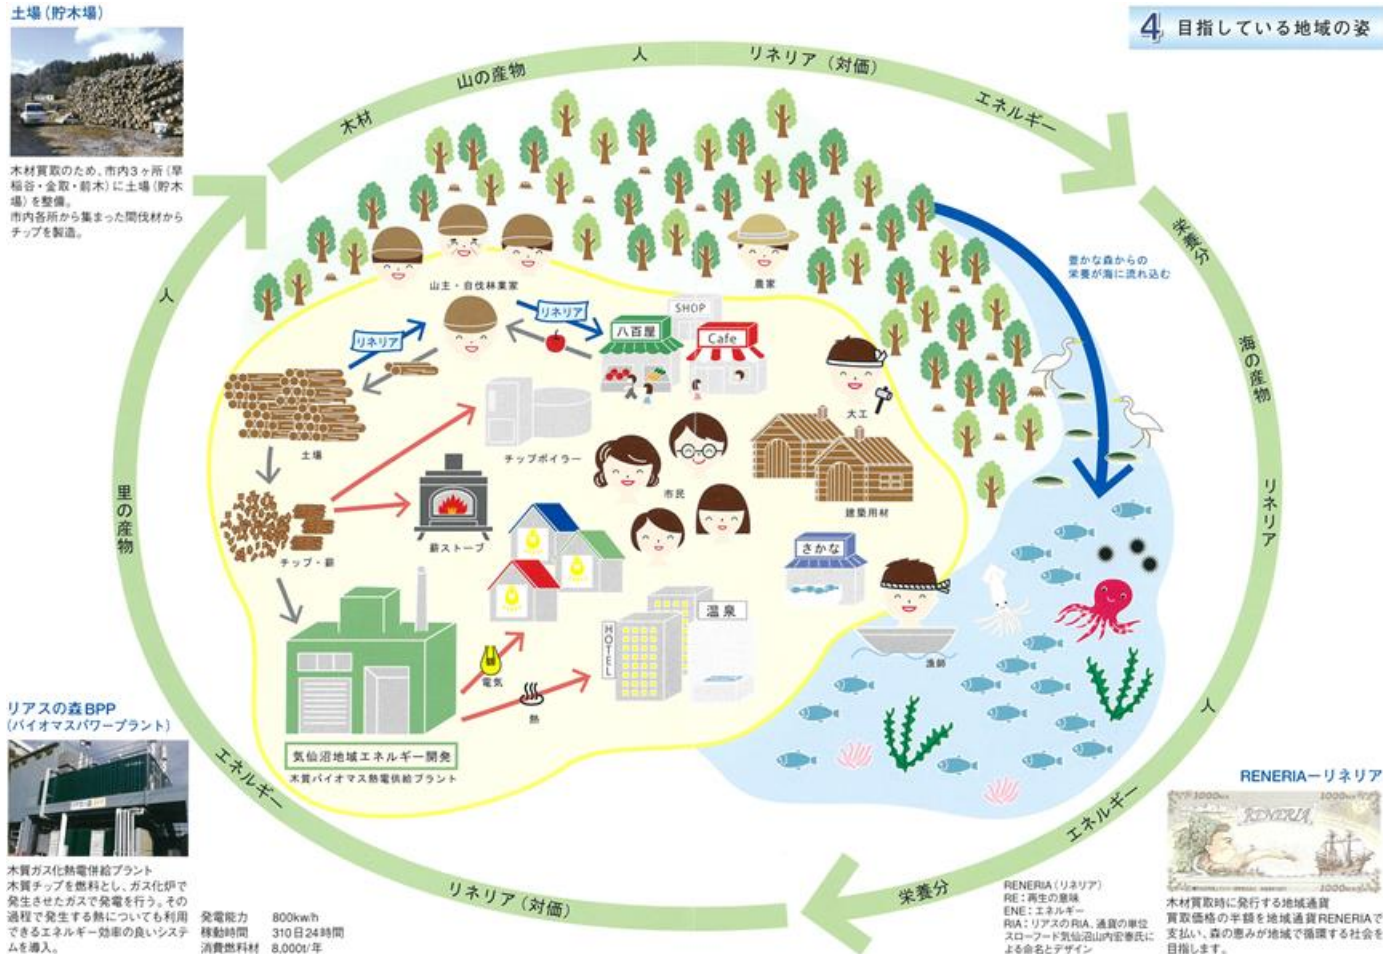 土場(貯木場)
木材買取のため、市内3ヶ所(早
稲谷・金取・前木)に土場(貯木
場)を整備。
市内各所から集まった間伐材から
チップを製造。
4 目指している地域の姿
木材
山の産物
人
リネリア(対価)
エネルギー
栄養分
海の産物
リネリア
人
エネルギー
栄養分
リネリア(対価)
エネルギー
里の産物
人
豊かな森からの
栄養が海に流れ込む
山主・自伐林業家
農家
リネリア
リネリア
八百屋
SHOP
Cafe
大工
土場
チップボイラー
市民
建築用材
薪ストーブ
チップ・薪
さかな
漁師
HOTEL
温泉
電気
熱
気仙沼地域エネルギー開発
木質バイオマス熱電供給プラント
リアスの森BPP
(バイオマスパワープラント)
木質ガス化熱電併給プラント
木質チップを燃料とし、ガス化炉で
発生させたガスで発電を行う。その
過程で発生する熱についても利用
できるエネルギー効率の良いシステ
ムを導入。
発電能力 800kw/h
稼動時間 310日24時間
消費燃料材 8,000t/年
RENERIAーリネリア
1000
1000
RENERIA
1000
RENERIA(リネリア)
RE:再生の意味
ENE:エネルギー
RIA:リアスのRIA、通貨の単位
スローフード気仙沼山内宏泰氏に
よる命名とデザイン
木材買取時に発行する地域通貨
買取価格の半額を地域通貨RENERIAで
支払い、森の恵みが地域で循環する社会を
目指します。